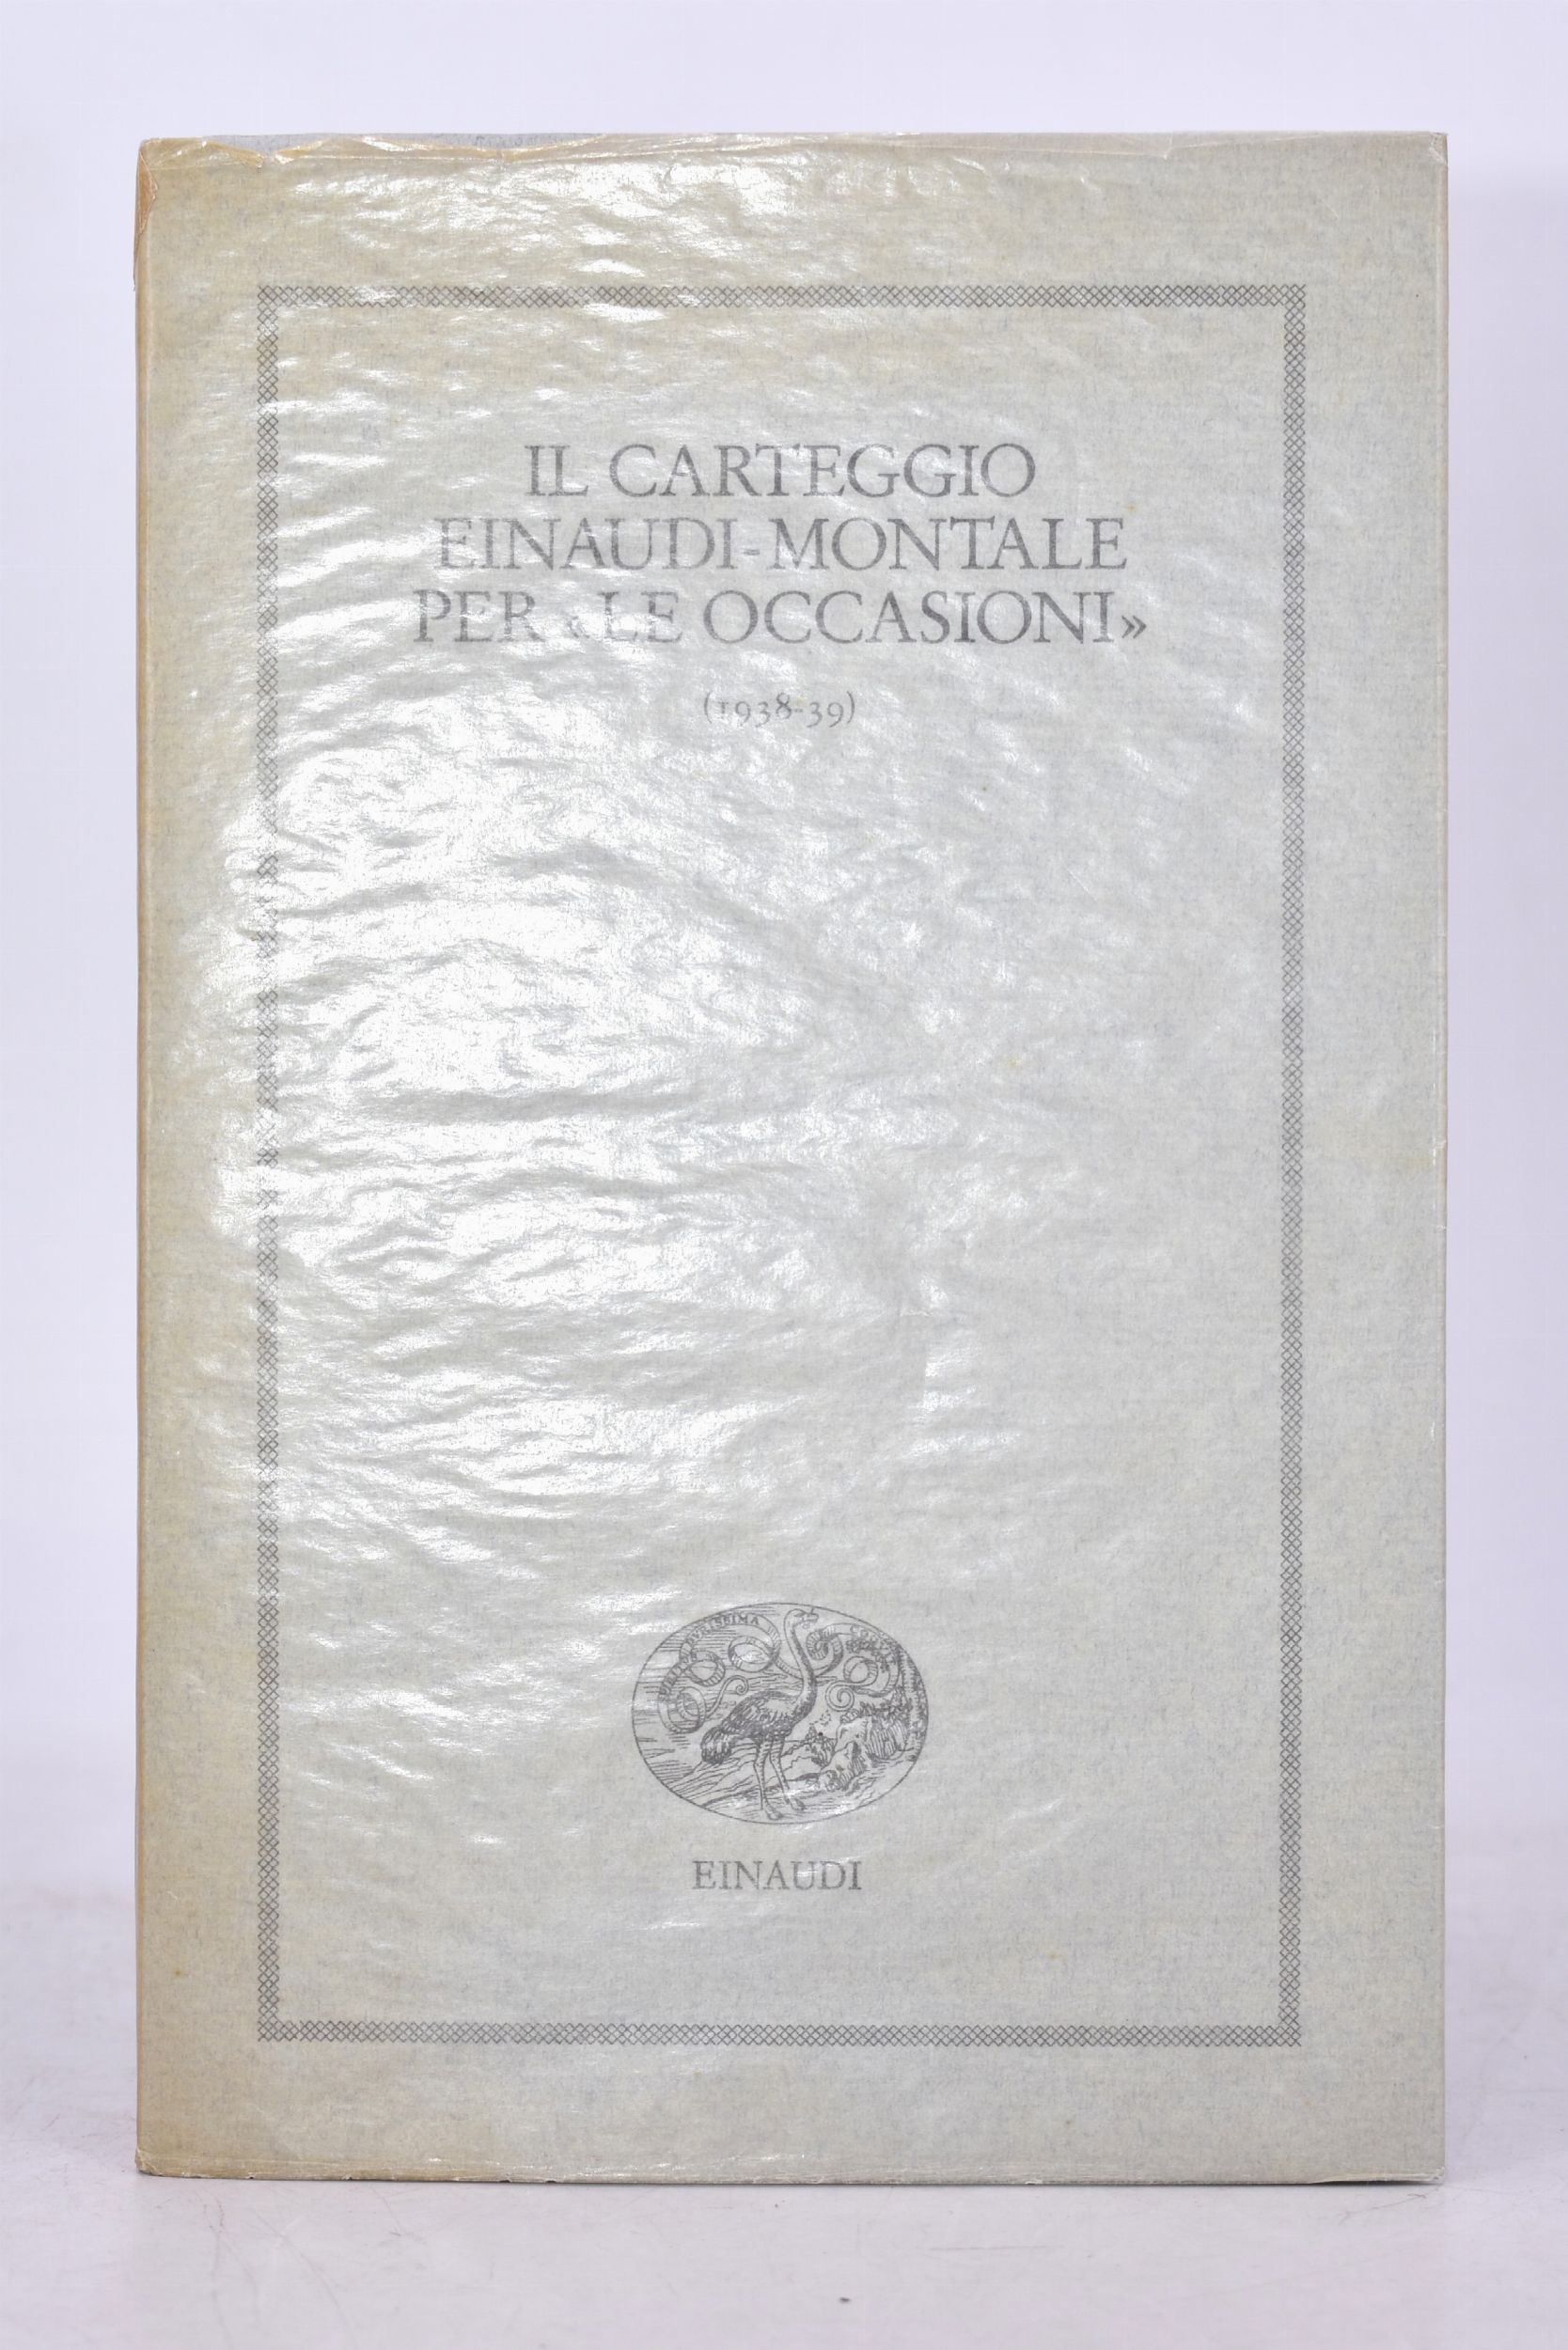 IL CARTEGGIO
EINAUDI-MONTALE
PER «LE OCCASIONI»
(1938-39)
EINAUDI